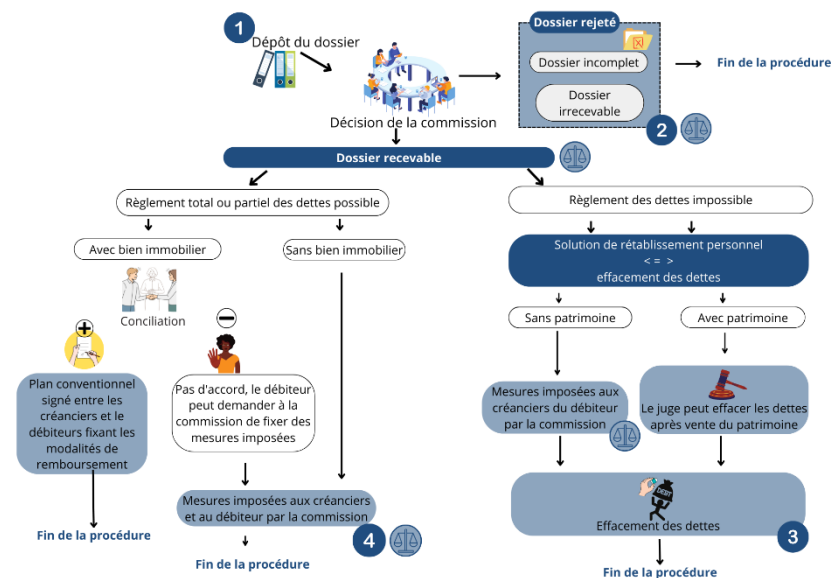 1
Dépôt du dossier
Décision de la commission
Dossier rejeté
Dossier incomplet
Dossier
irrecevable
2
Fin de la procédure
Dossier recevable
Règlement total ou partiel des dettes possible
Avec bien immobilier
Sans bien immobilier
Conciliation
+
−
Plan conventionnel
signé entre les
créanciers et le
débiteurs fixant les
modalités de
remboursement
Fin de la procédure
Pas d'accord, le débiteur
peut demander à la
commission de fixer des
mesures imposées
Mesures imposées aux créanciers
et au débiteur par la commission
4
Fin de la procédure
Règlement des dettes impossible
Solution de rétablissement personnel
< = >
effacement des dettes
Sans patrimoine
Avec patrimoine
Mesures imposées aux
créanciers du débiteur
par la commission
Le juge peut effacer les dettes
après vente du patrimoine
DEBT
Effacement des dettes
3
Fin de la procédure